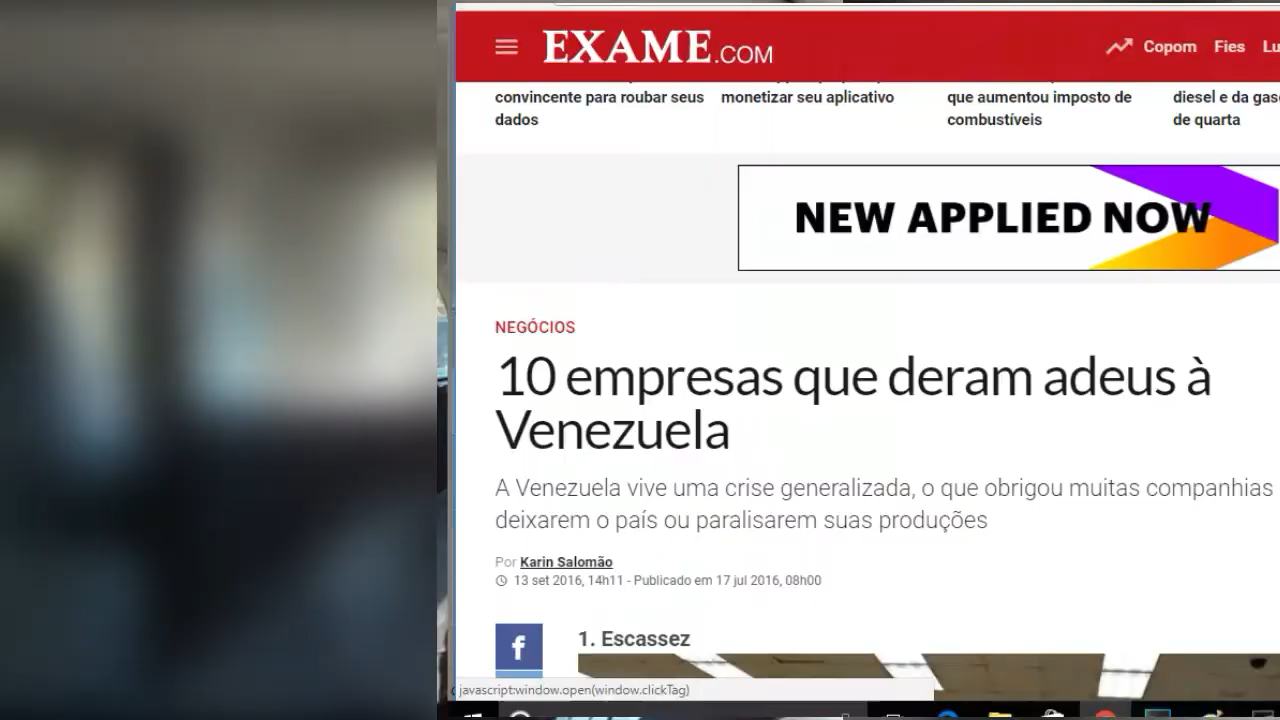 EXAME.COM
Copom Fies
convincente para roubar seus
dados
monetizar seu aplicativo
que aumentou imposto de
combustíveis
diesel e da
de quarta
NEW APPLIED NOW
NEGÓCIOS
10 empresas que deram adeus à
Venezuela
A Venezuela vive uma crise generalizada, o que obrigou muitas companhias
deixarem o país ou paralisarem suas produções
Por Karin Salomão
13 set 2016, 14h11 - Publicado em 17 jul 2016, 08h00
f
1. Escassez
javascript:window.open(window.clickTag)